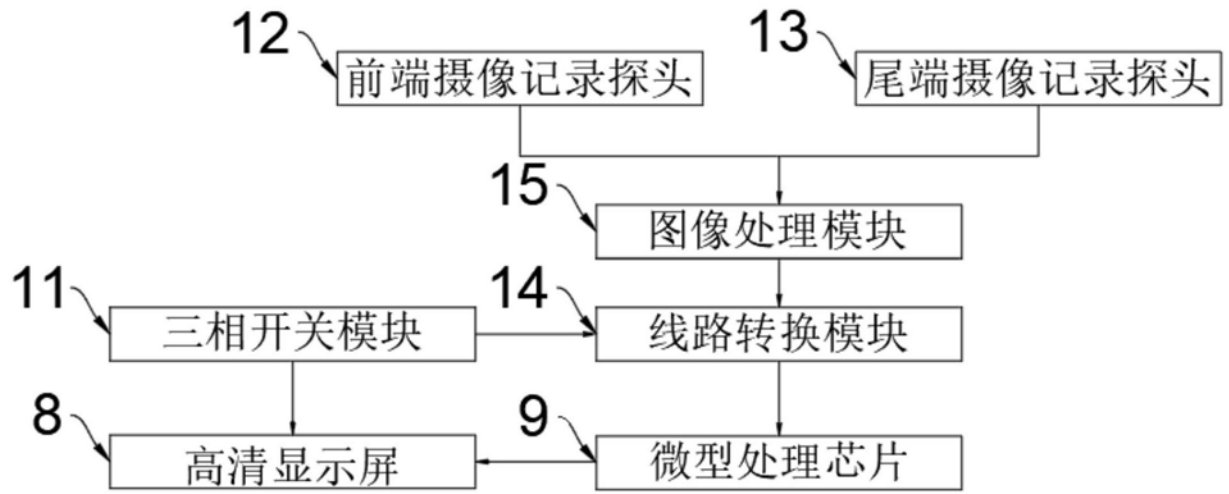 12
前端摄像记录探头
13
尾端摄像记录探头
15
图像处理模块
11
三相开关模块
14
线路转换模块
8
高清显示屏
9
微型处理芯片